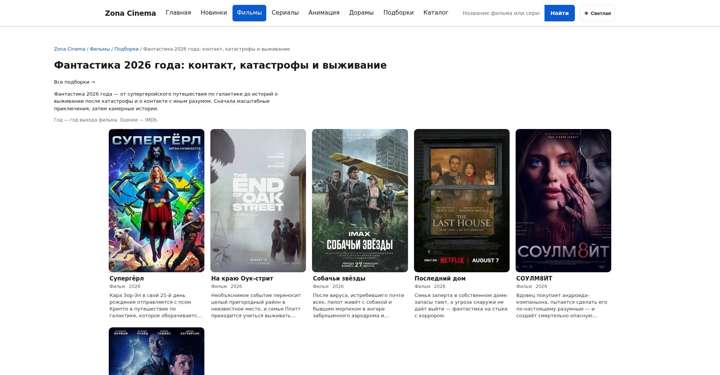 Zona Cinema
Главная
Новинки
Фильмы
Сериалы
Анимация
Дорамы
Подборки
Каталог
Название фильма или сери
Найти
Светлая
Zona Cinema / Фильмы / Подборки / Фантастика 2026 года: контакт, катастрофы и выживание
Фантастика 2026 года: контакт, катастрофы и выживание
Все подборки →
Фантастика 2026 года — от супергеройского путешествия по галактике до историй о
выживании после катастрофы и о контакте с иным разумом. Сначала масштабные
приключения, затем камерные истории.
Год — год выхода фильма. Оценки — IMDb.
СУПЕРГЁРЛ
THE
END
OF OAK
STREET
IMAX
СОБАЧЬИ ЗВЁЗДЫ
THE
LAST HOUSE
NETFLIX | AUGUST 7
СОУЛМ8ЙТ
Супергёрл
Фильм · 2026
Кара Зор-Эл в свой 21-й день
рождения отправляется с псом
Крипто в путешествие по
галактике, которое оборачивается...
На краю Оук-стрит
Фильм · 2026
Необъяснимое событие переносит
целый пригородный район в
неизвестное место, и семье Платт
приходится учиться выживать...
Собачьи звёзды
Фильм · 2026
После вируса, истребившего почти
всех, пилот живёт с собакой и
бывшим морпехом в ангаре
заброшенного аэродрома и...
Последний дом
Фильм · 2026
Семья заперта в собственном доме:
запасы тают, а угроза снаружи не
даёт выйти — фантастика на стыке
с хоррором.
СОУЛМ8ЙТ
Фильм · 2026
Вдовец покупает андроида-
компаньона, пытается сделать его
по-настоящему разумным — и
создаёт смертельно опасную...